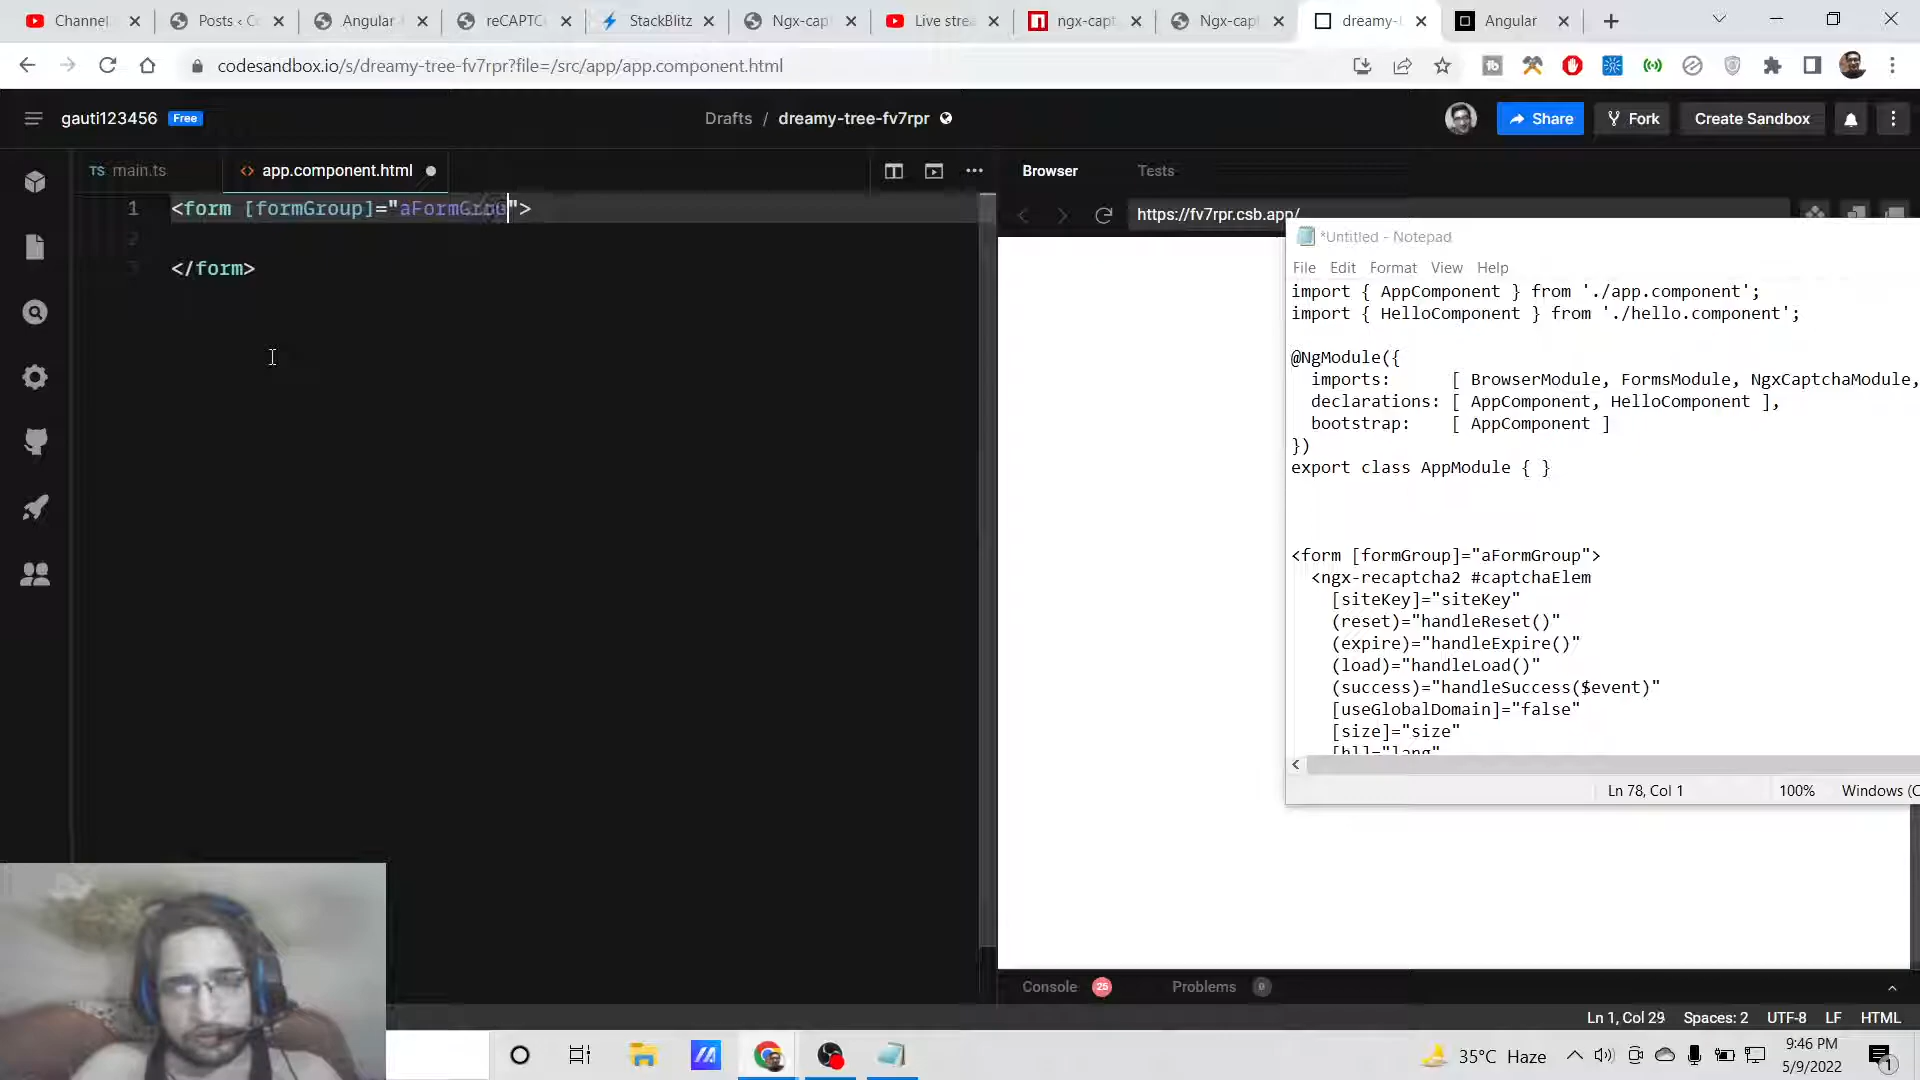 Channel
Posts ‹ C
Angular
reCAPTC
StackBlitz
Ngx-cap
Live strea
ngx-capt
Ngx-cap
dreamy-t
Angular
codesandbox.io/s/dreamy-tree-fv7rpr?file=/src/app/app.component.html
gauti123456 Free
Drafts / dreamy-tree-fv7rpr
Share
Fork
Create Sandbox
TS main.ts
<> app.component.html
Browser
Tests
https://fv7rpr.csb.app/
1 <form [formGroup]="aFormGrou">
2
3 </form>
*Untitled - Notepad
File Edit Format View Help
import { AppComponent } from './app.component';
import { HelloComponent } from './hello.component';
@NgModule({
imports: [ BrowserModule, FormsModule, NgxCaptchaModule,
declarations: [ AppComponent, HelloComponent ],
bootstrap: [ AppComponent ]
})
export class AppModule { }
<form [formGroup]="aFormGroup">
<ngx-recaptcha2 #captchaElem
[siteKey]="siteKey"
(reset)="handleReset()"
(expire)="handleExpire()"
(load)="handleLoad()"
(success)="handleSuccess($event)"
[useGlobalDomain]="false"
[size]="size"
[hl]="lang"
Ln 78, Col 1
100%
Windows (C
Console 25
Problems 0
Ln 1, Col 29
Spaces: 2
UTF-8
LF
HTML
35°C Haze
9:46 PM
5/9/2022
1